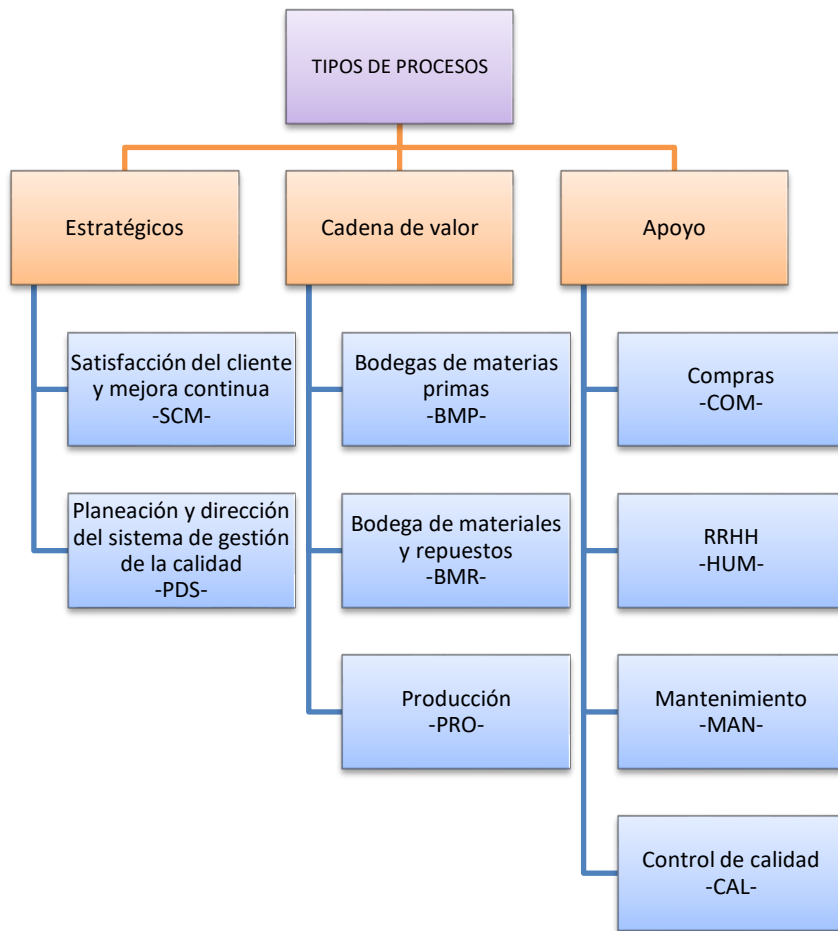 TIPOS DE PROCESOS
Estratégicos
Satisfacción del cliente
y mejora continua
-SCM-
Planeación y dirección
del sistema de gestión
de la calidad
-PDS-
Cadena de valor
Bodegas de materias
primas
-BMP-
Bodega de materiales
y repuestos
-BMR-
Producción
-PRO-
Apoyo
Compras
-COM-
RRHH
-HUM-
Mantenimiento
-MAN-
Control de calidad
-CAL-